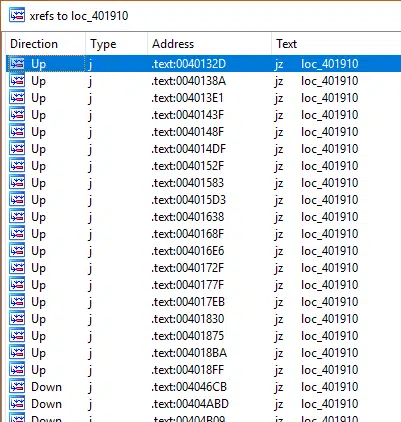 xrefs to loc_401910
Direction Type Address Text
Up j .text:0040132D jz loc_401910
Up j .text:0040138A jz loc_401910
Up j .text:004013E1 jz loc_401910
Up j .text:0040143F jz loc_401910
Up j .text:0040148F jz loc_401910
Up j .text:004014DF jz loc_401910
Up j .text:0040152F jz loc_401910
Up j .text:00401583 jz loc_401910
Up j .text:004015D3 jz loc_401910
Up j .text:00401638 jz loc_401910
Up j .text:0040168F jz loc_401910
Up j .text:004016E6 jz loc_401910
Up j .text:0040172F jz loc_401910
Up j .text:0040177F jz loc_401910
Up j .text:004017EB jz loc_401910
Up j .text:00401830 jz loc_401910
Up j .text:00401875 jz loc_401910
Up j .text:004018BA jz loc_401910
Up j .text:004018FF jz loc_401910
Down j .text:004046CB jz loc_401910
Down j .text:00404ABD jz loc_401910
Down j .text:00404B09 jz loc_401910